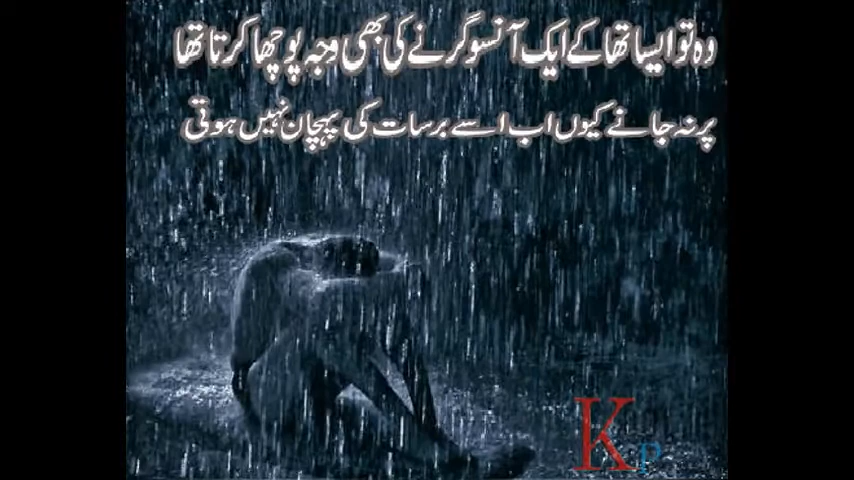 وہ تو ایسا تھا کے ایک آنسو گرنے کی بھی وجہ پوچھا کرتا تھا
پر نہ جانے کیوں اب اسے برسات کی پہچان نہیں ہوتی
KP